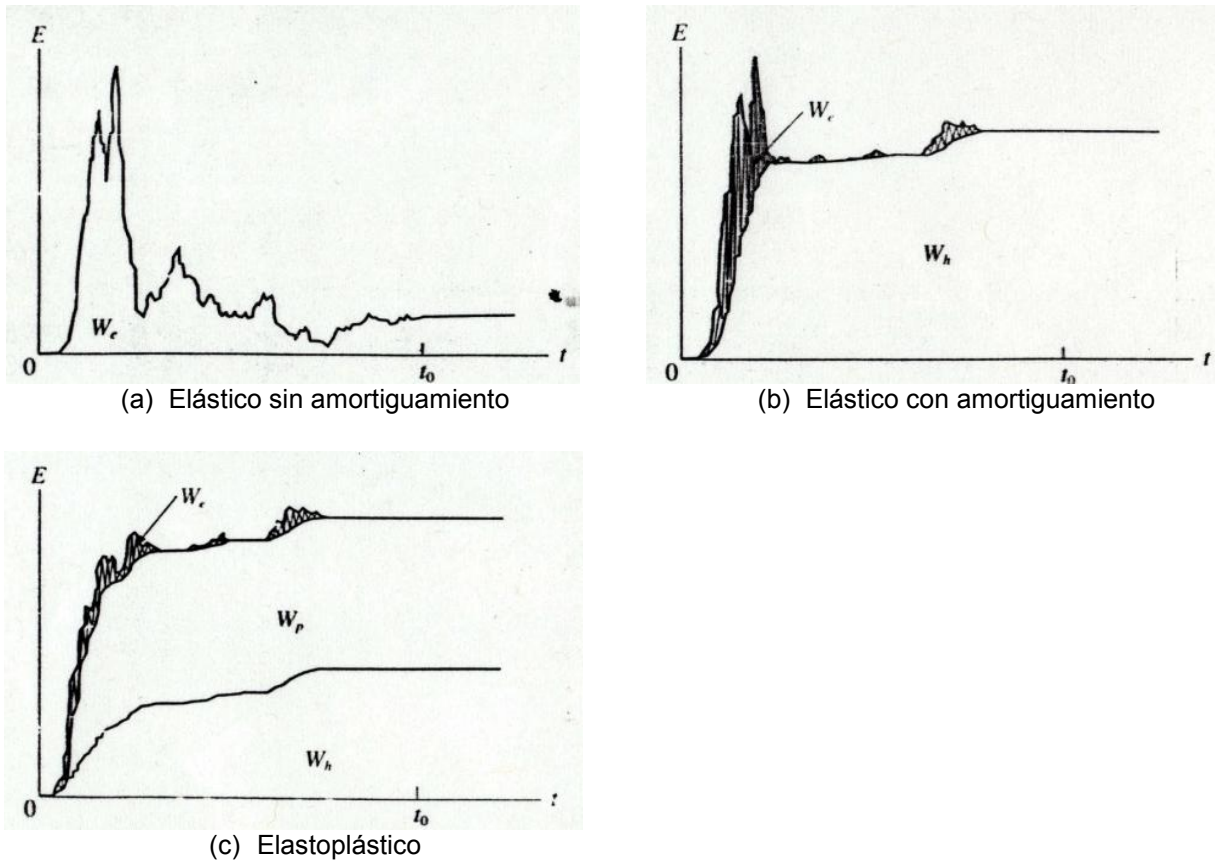 E
W_e
0
t_0
t
(a) Elástico sin amortiguamiento
E
W_e
W_h
0
t_0
t
(b) Elástico con amortiguamiento
E
W_e
W_p
W_h
0
t_0
t
(c) Elastoplástico